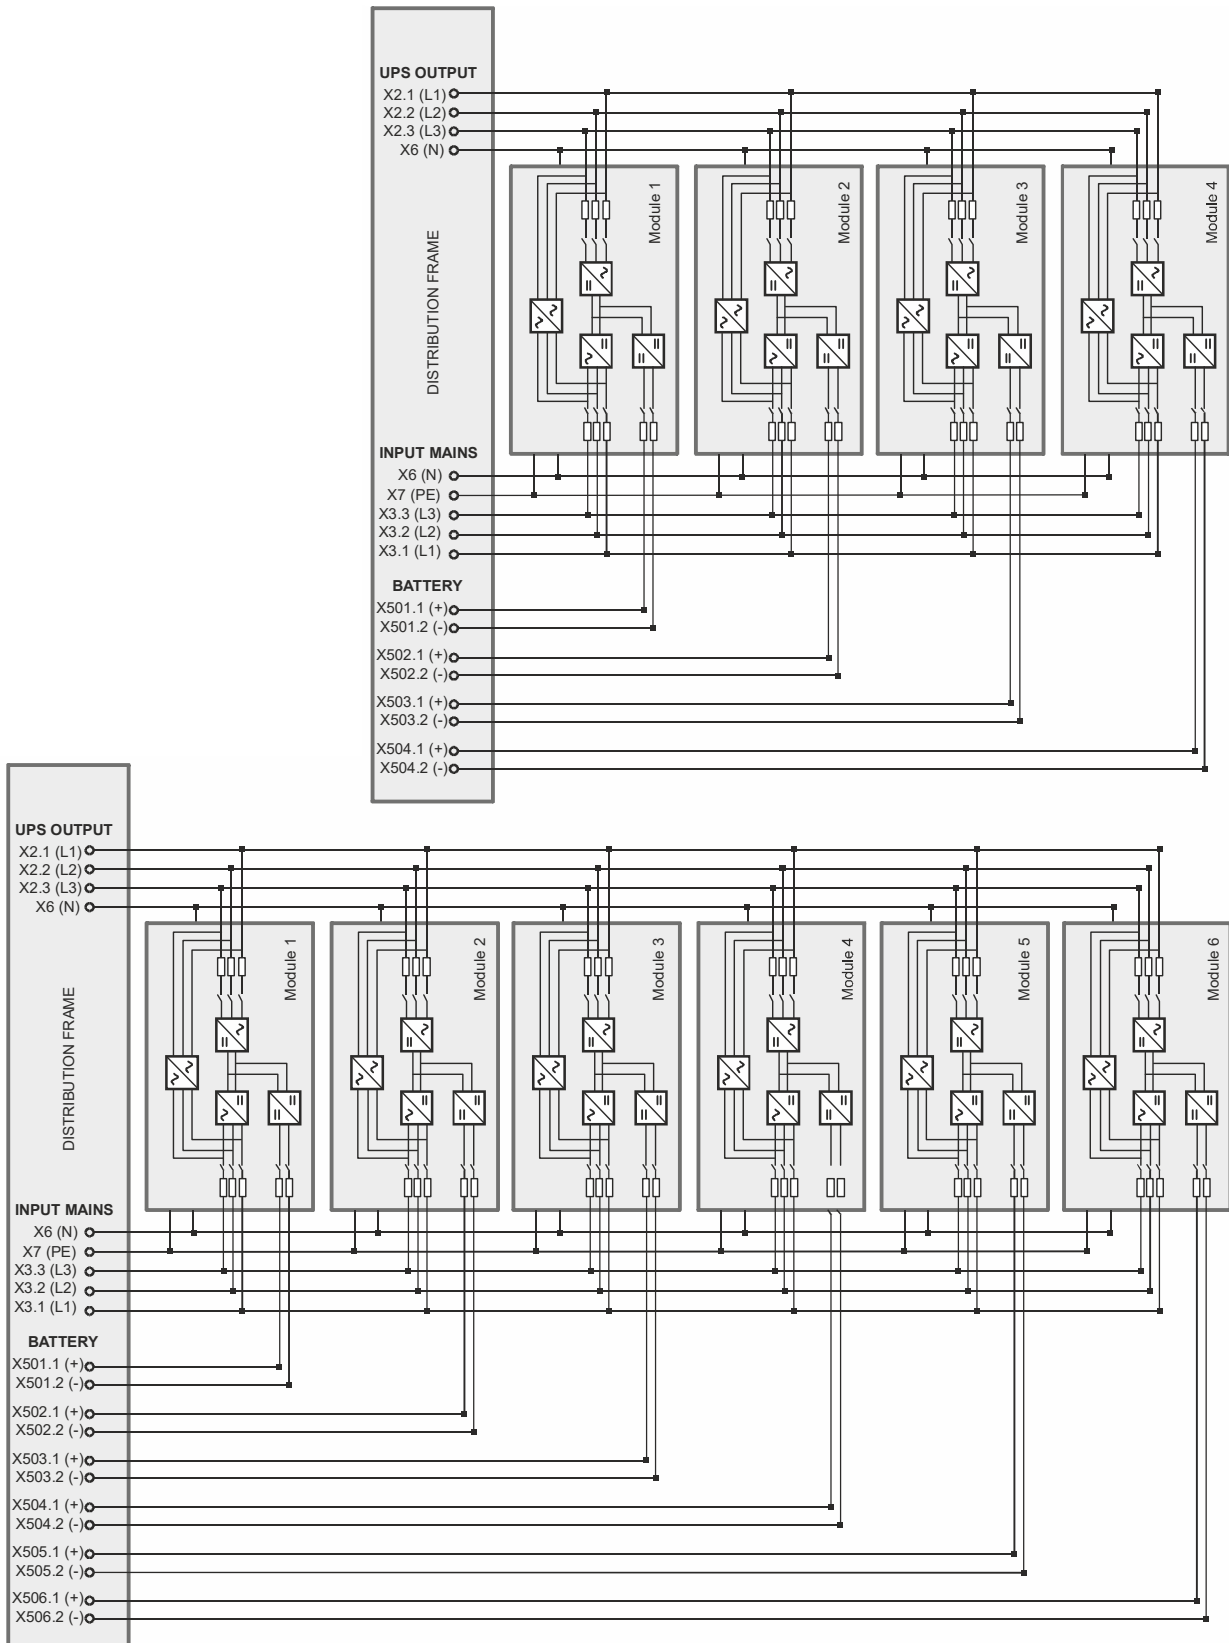 UPS OUTPUT
X2.1 (L1)
X2.2 (L2)
X2.3 (L3)
X6 (N)
DISTRIBUTION FRAME
Module 1
Module 2
Module 3
Module 4
INPUT MAINS
X6 (N)
X7 (PE)
X3.3 (L3)
X3.2 (L2)
X3.1 (L1)
BATTERY
X501.1 (+)
X501.2 (-)
X502.1 (+)
X502.2 (-)
X503.1 (+)
X503.2 (-)
X504.1 (+)
X504.2 (-)
UPS OUTPUT
X2.1 (L1)
X2.2 (L2)
X2.3 (L3)
X6 (N)
DISTRIBUTION FRAME
Module 1
Module 2
Module 3
Module 4
Module 5
Module 6
INPUT MAINS
X6 (N)
X7 (PE)
X3.3 (L3)
X3.2 (L2)
X3.1 (L1)
BATTERY
X501.1 (+)
X501.2 (-)
X502.1 (+)
X502.2 (-)
X503.1 (+)
X503.2 (-)
X504.1 (+)
X504.2 (-)
X505.1 (+)
X505.2 (-)
X506.1 (+)
X506.2 (-)